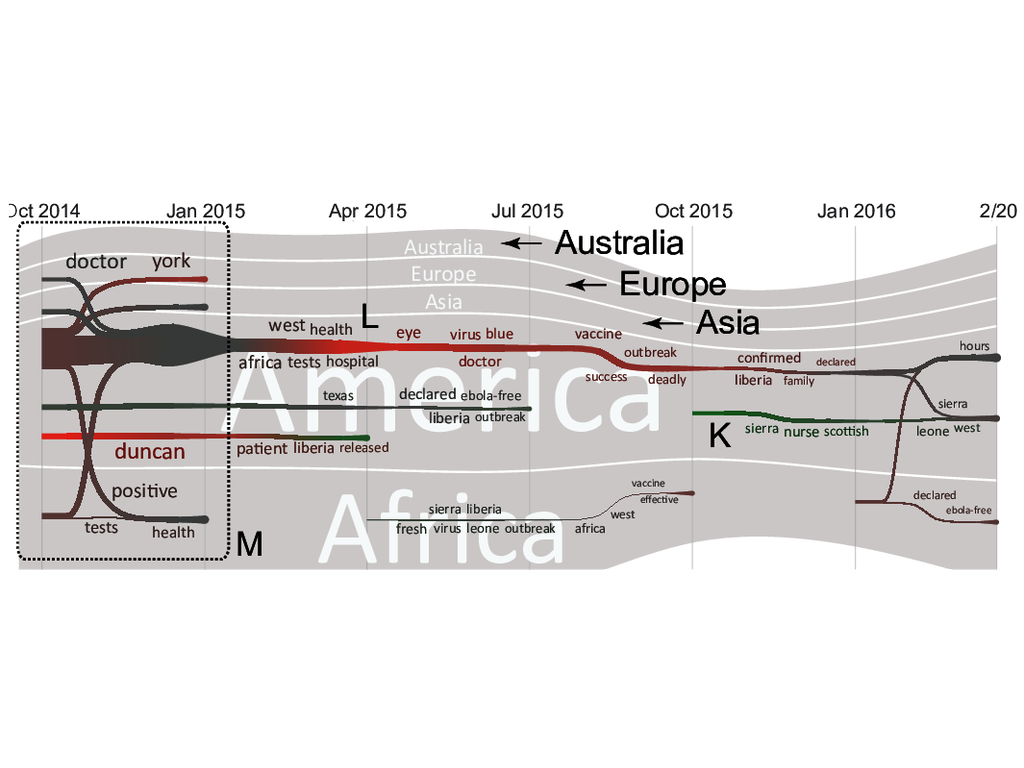 Oct 2014 Jan 2015 Apr 2015 Jul 2015 Oct 2015 Jan 2016 2/20
Australia Australia
Europe Europe
Asia Asia
doctor york
L
west health eye virus blue vaccine
africa tests hospital doctor outbreak
success deadly
confirmed declared
liberia family
hours
America
texas declared ebola-free
liberia outbreak
sierra
leone west
K
sierra nurse scottish
duncan
patient liberia released
positive
tests health
M
Africa
sierra liberia
fresh virus leone outbreak africa
west
vaccine
effective
declared
ebola-free